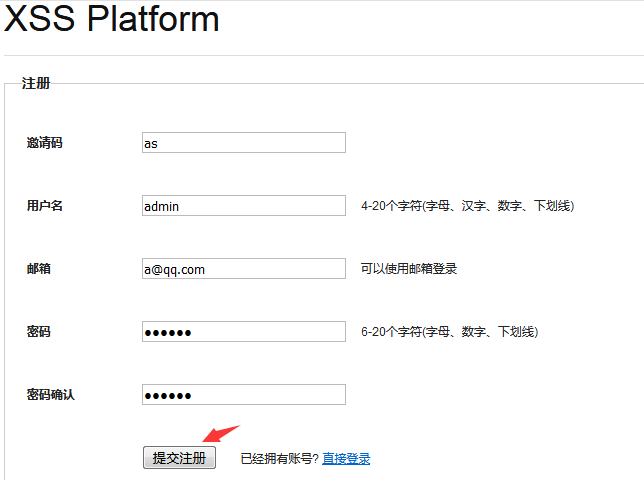 XSS Platform
注册
邀请码 as
用户名 admin 4-20个字符(字母、汉字、数字、下划线)
邮箱 a@qq.com 可以使用邮箱登录
密码 ●●●●●● 6-20个字符(字母、数字、下划线)
密码确认 ●●●●●●
提交注册 已经拥有账号? 直接登录